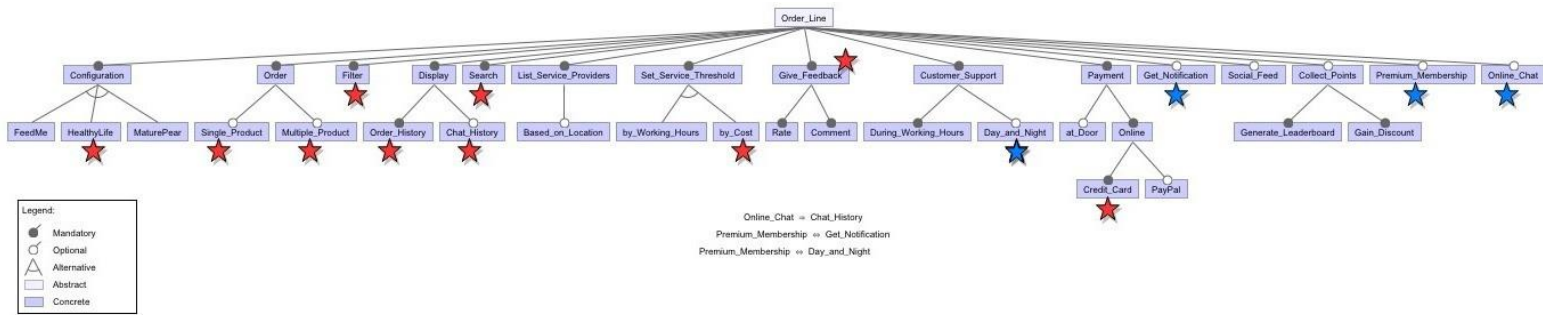 Order_Line
Configuration Order Filter Display Search List_Service_Providers Set_Service_Threshold Give_Feedback Customer_Support Payment Get_Notification Social_Feed Collect_Points Premium_Membership Online_Chat
FeedMe HealthyLife MaturePear Single_Product Multiple_Product Order_History Chat_History Based_on_Location by_Working_Hours by_Cost Rate Comment During_Working_Hours Day_and_Night at_Door Online Generate_Leaderboard Gain_Discount
Credit_Card PayPal
Legend:
Mandatory
Optional
Alternative
Abstract
Concrete
Online_Chat ⇒ Chat_History
Premium_Membership ⇔ Get_Notification
Premium_Membership ⇔ Day_and_Night